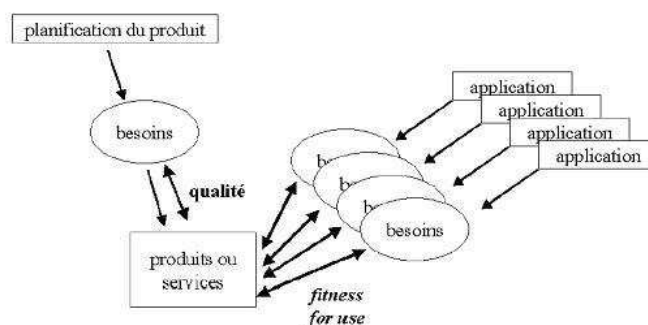 planification du produit
application
application
application
application
besoins
besoins
qualité
produits ou
services
fitness
for use